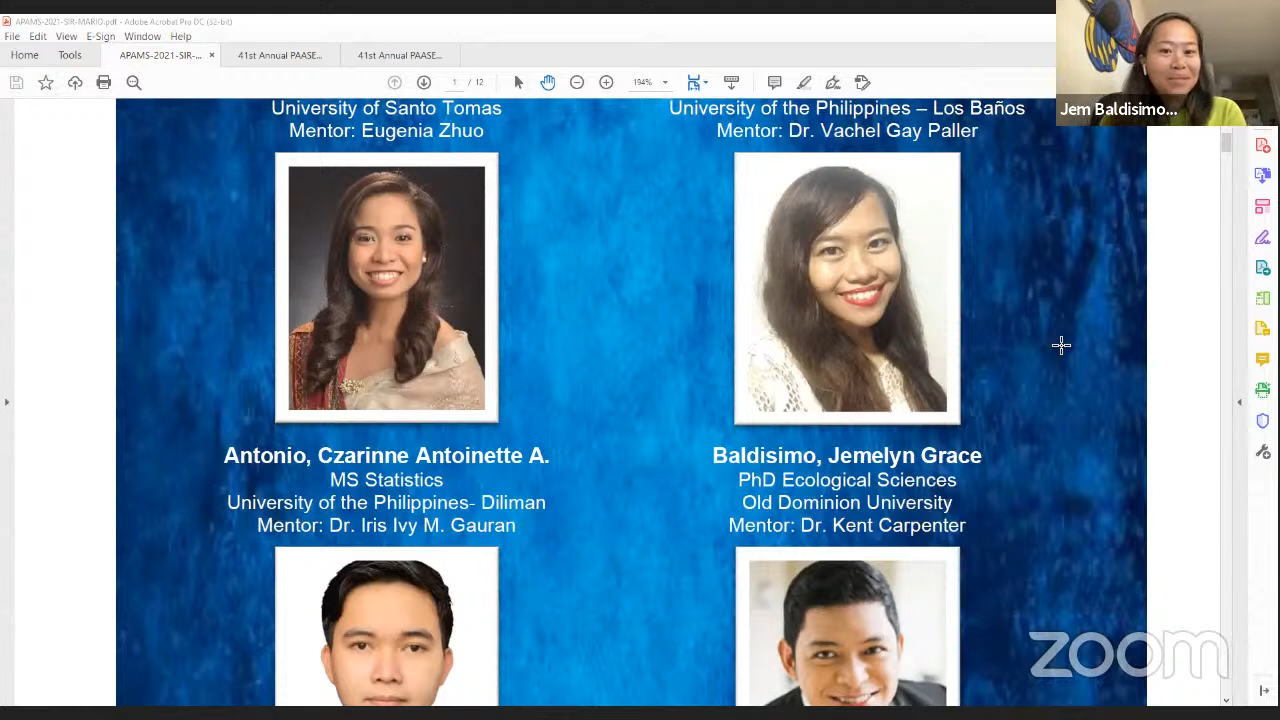 APAMS-2021-SIR-MARIO.pdf - Adobe Acrobat Pro DC (32-bit)
File Edit View E-Sign Window Help
Home Tools APAMS-2021-SIR-... × 41st Annual PAASE... 41st Annual PAASE...
1 / 12 194%
Jem Baldisimo...
University of Santo Tomas
Mentor: Eugenia Zhuo
University of the Philippines – Los Baños
Mentor: Dr. Vachel Gay Paller
Antonio, Czarinne Antoinette A.
MS Statistics
University of the Philippines- Diliman
Mentor: Dr. Iris Ivy M. Gauran
Baldisimo, Jemelyn Grace
PhD Ecological Sciences
Old Dominion University
Mentor: Dr. Kent Carpenter
zoom